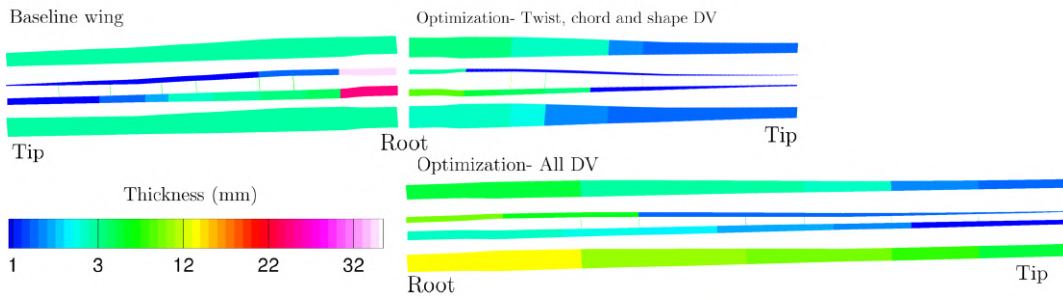 Baseline wing
Optimization- Twist, chord and shape DV
Tip
Root
Tip
Optimization- All DV
Thickness (mm)
1 3 12 22 32
Root
Tip